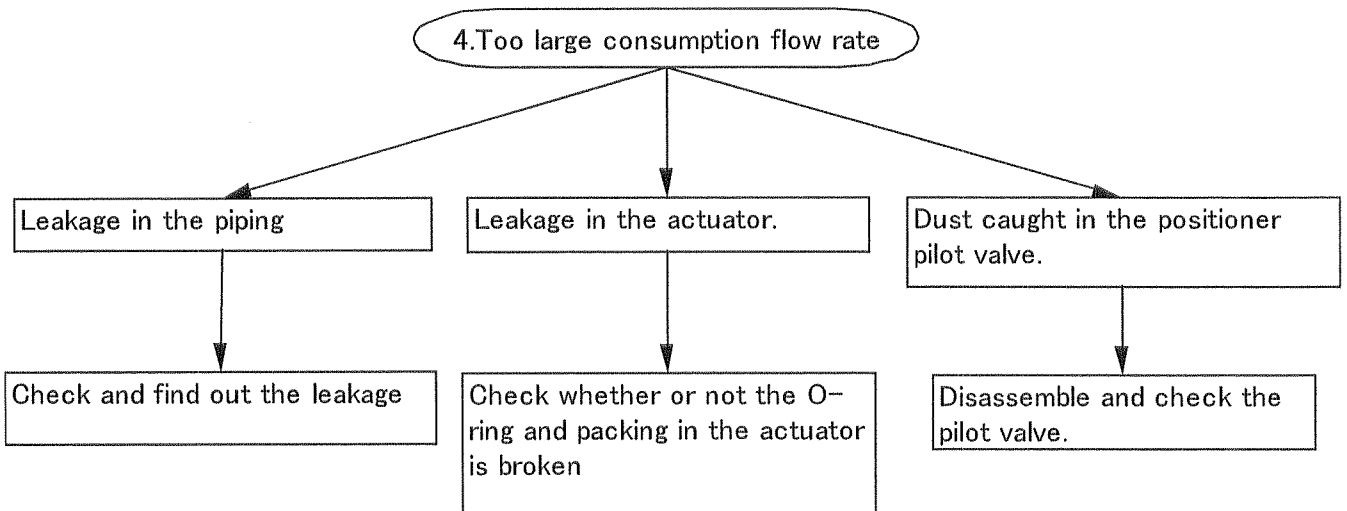 4.Too large consumption flow rate
Leakage in the piping
Leakage in the actuator.
Dust caught in the positioner
pilot valve.
Check and find out the leakage
Check whether or not the O-
ring and packing in the actuator
is broken
Disassemble and check the
pilot valve.